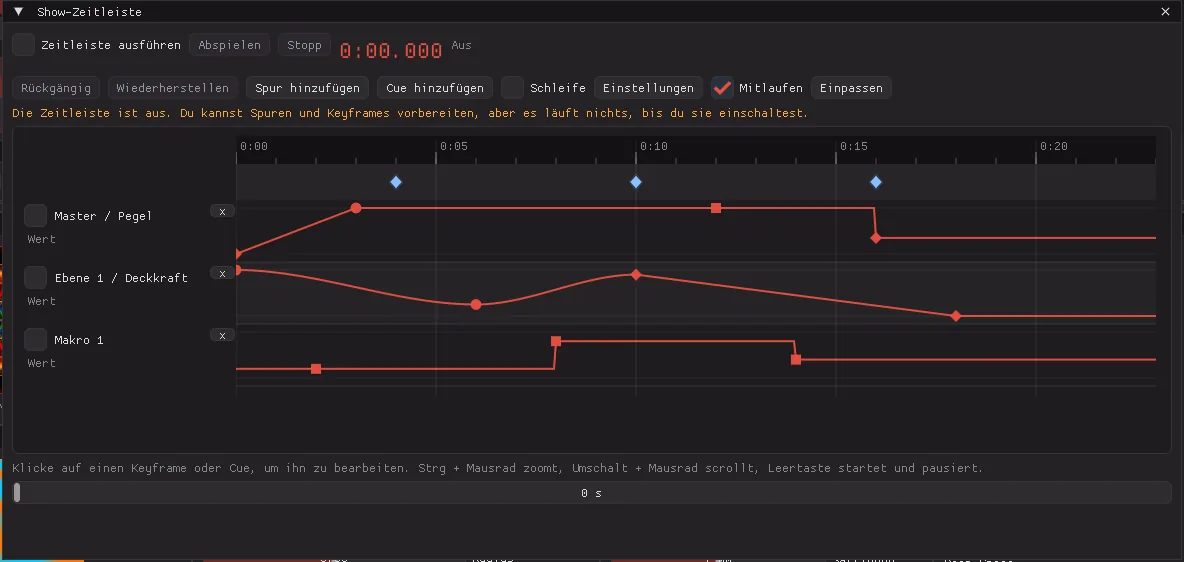 Show-Zeitleiste
Zeitleiste ausführen Abspielen Stopp 0:00.000 Aus
Rückgängig Wiederherstellen Spur hinzufügen Cue hinzufügen Schleife Einstellungen Mitlaufen Einpassen
Die Zeitleiste ist aus. Du kannst Spuren und Keyframes vorbereiten, aber es läuft nichts, bis du sie einschaltest.
0:00 0:05 0:10 0:15 0:20
Master / Pegel x
Wert
Ebene 1 / Deckkraft x
Wert
Makro 1 x
Wert
Klicke auf einen Keyframe oder Cue, um ihn zu bearbeiten. Strg + Mausrad zoomt, Umschalt + Mausrad scrollt, Leertaste startet und pausiert.
0 s